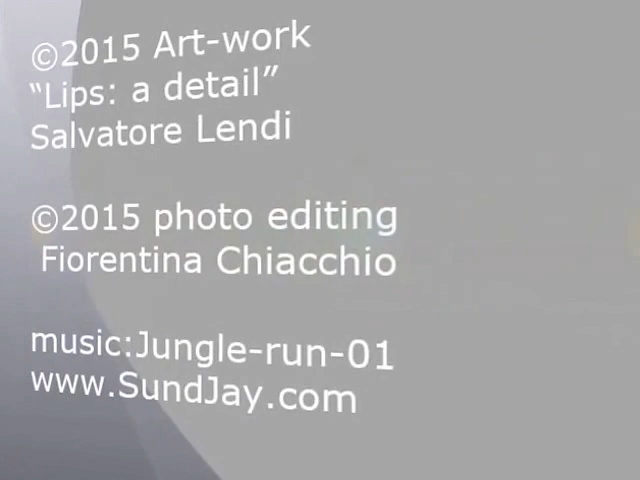 ©2015 Art-work
“Lips: a detail”
Salvatore Lendi
©2015 photo editing
Fiorentina Chiacchio
music:Jungle-run-01
www.SundJay.com